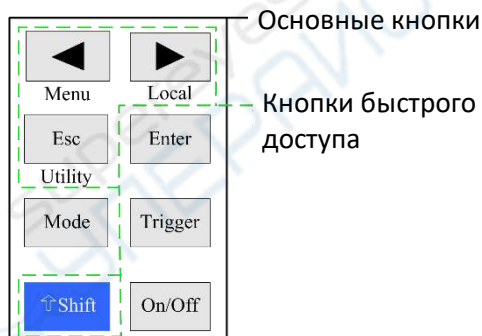 Основные кнопки
◄ ►
Menu Local
Кнопки быстрого
доступа
Esc Enter
Utility
Mode Trigger
⇧Shift On/Off